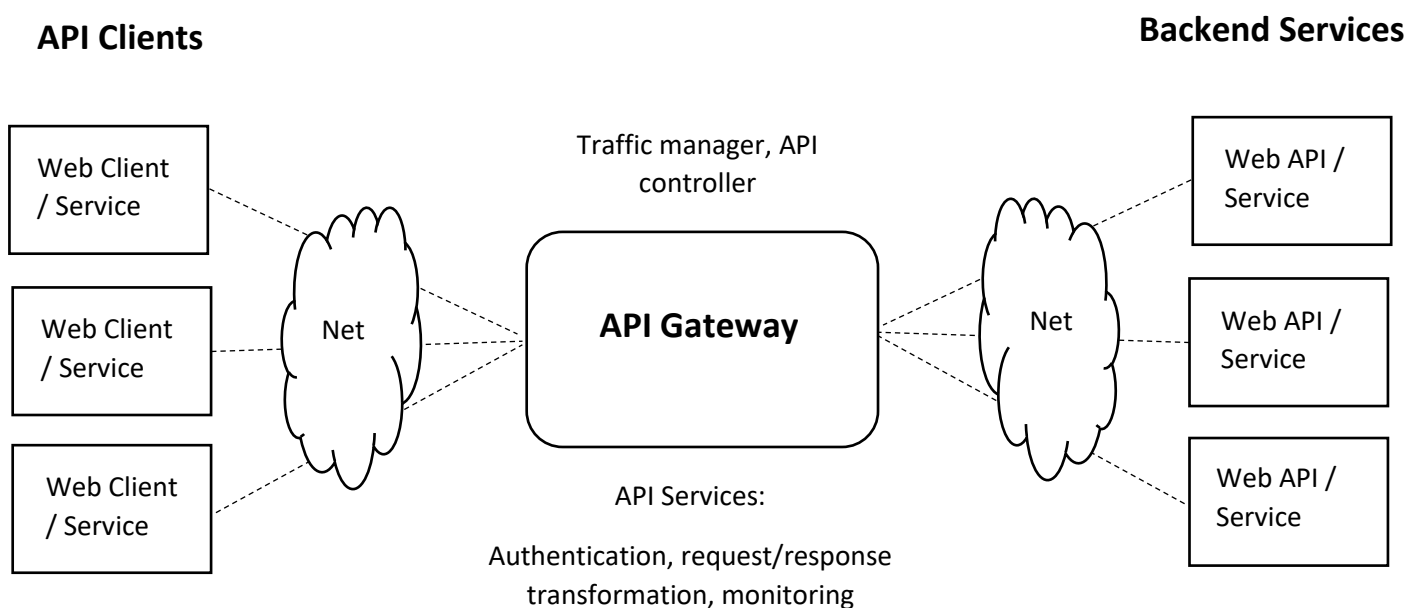 API Clients
Backend Services
Web Client
/ Service
Web Client
/ Service
Web Client
/ Service
Net
Traffic manager, API
controller
API Gateway
API Services:
Authentication, request/response
transformation, monitoring
Net
Web API /
Service
Web API /
Service
Web API /
Service